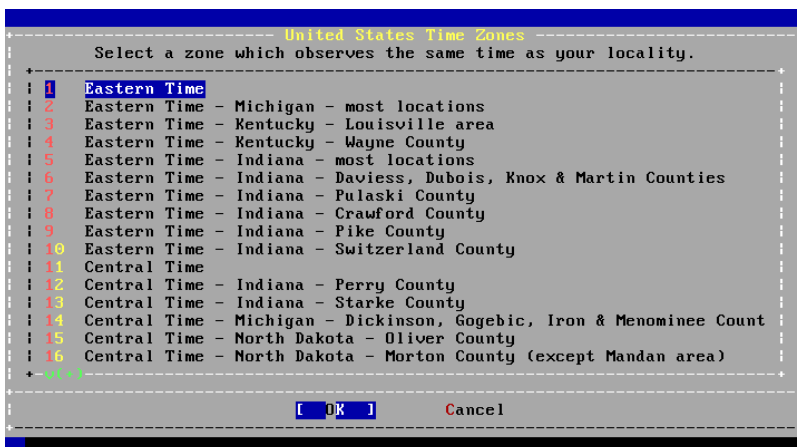 United States Time Zones
Select a zone which observes the same time as your locality.
1 Eastern Time
2 Eastern Time - Michigan - most locations
3 Eastern Time - Kentucky - Louisville area
4 Eastern Time - Kentucky - Wayne County
5 Eastern Time - Indiana - most locations
6 Eastern Time - Indiana - Daviess, Dubois, Knox & Martin Counties
7 Eastern Time - Indiana - Pulaski County
8 Eastern Time - Indiana - Crawford County
9 Eastern Time - Indiana - Pike County
10 Eastern Time - Indiana - Switzerland County
11 Central Time
12 Central Time - Indiana - Perry County
13 Central Time - Indiana - Starke County
14 Central Time - Michigan - Dickinson, Gogebic, Iron & Menominee Count
15 Central Time - North Dakota - Oliver County
16 Central Time - North Dakota - Morton County (except Mandan area)
v(+)
[ OK ] Cancel